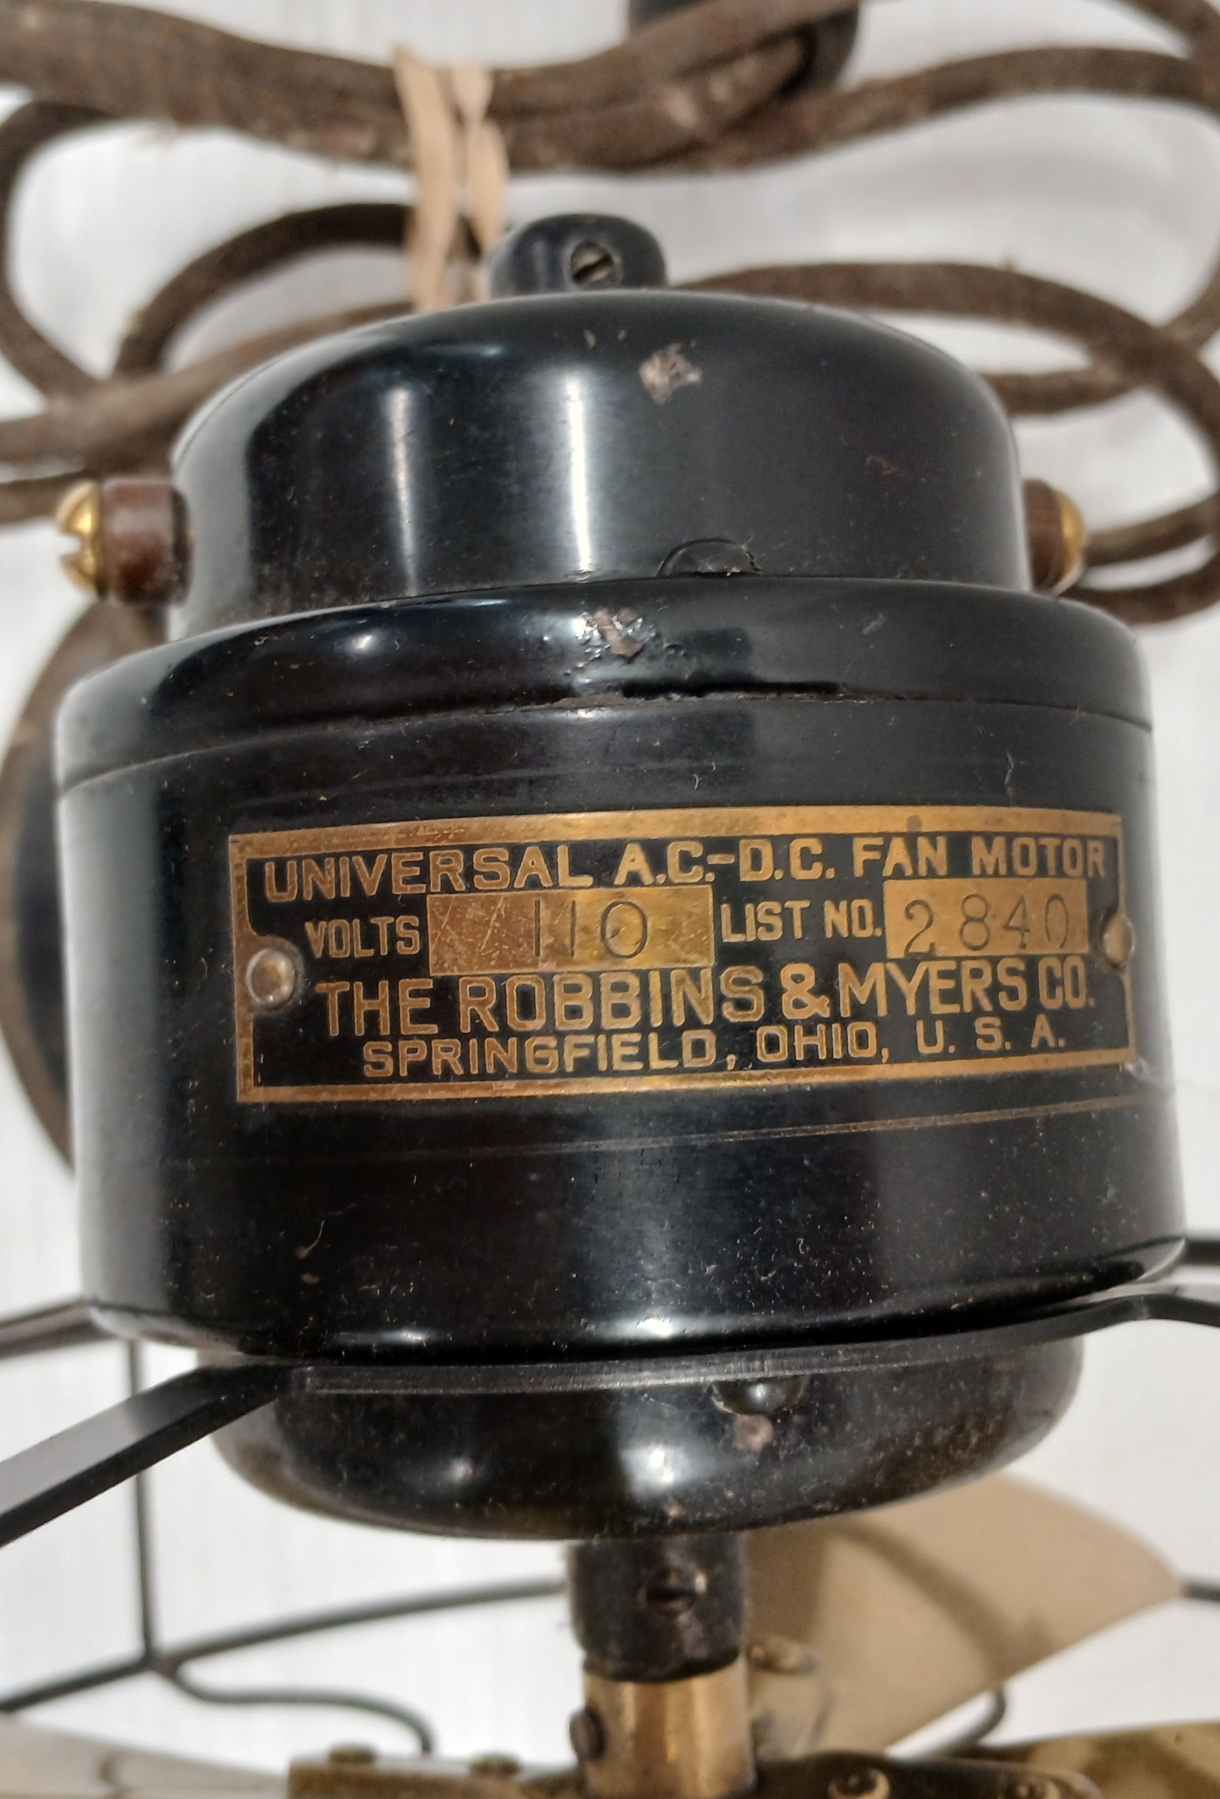 UNIVERSAL A.C.-D.C. FAN MOTOR
VOLTS 110 LIST NO. 2840
THE ROBBINS & MYERS CO.
SPRINGFIELD, OHIO, U. S. A.